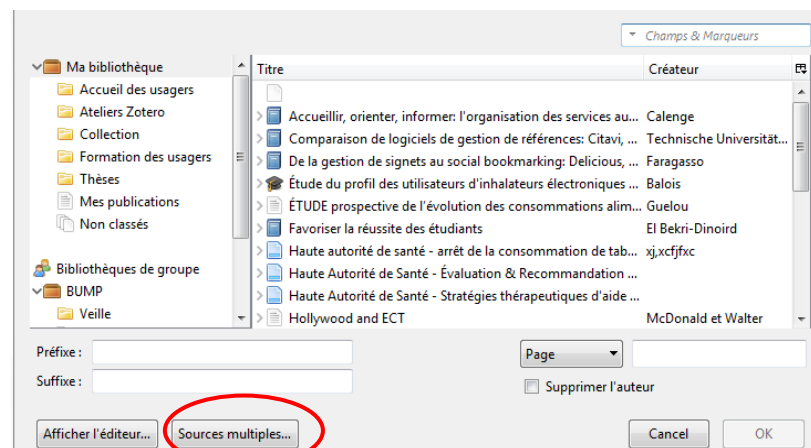 Champs & Marqueurs
Ma bibliothèque
Accueil des usagers
Ateliers Zotero
Collection
Formation des usagers
Thèses
Mes publications
Non classés
Bibliothèques de groupe
BUMP
Veille
Titre Créateur
Accueillir, orienter, informer: l'organisation des services au... Calenge
Comparaison de logiciels de gestion de références: Citavi, ... Technische Universität...
De la gestion de signets au social bookmarking: Delicious, ... Faragasso
Étude du profil des utilisateurs d'inhalateurs électroniques ... Balois
ÉTUDE prospective de l'évolution des consommations alim... Guelou
Favoriser la réussite des étudiants El Bekri-Dinoird
Haute autorité de santé - arrêt de la consommation de tab... xj,xcfjfxc
Haute Autorité de Santé - Évaluation & Recommandation ...
Haute Autorité de Santé - Stratégies thérapeutiques d'aide ...
Hollywood and ECT McDonald et Walter
Préfixe : Page
Suffixe : Supprimer l'auteur
Afficher l'éditeur... Sources multiples... Cancel OK